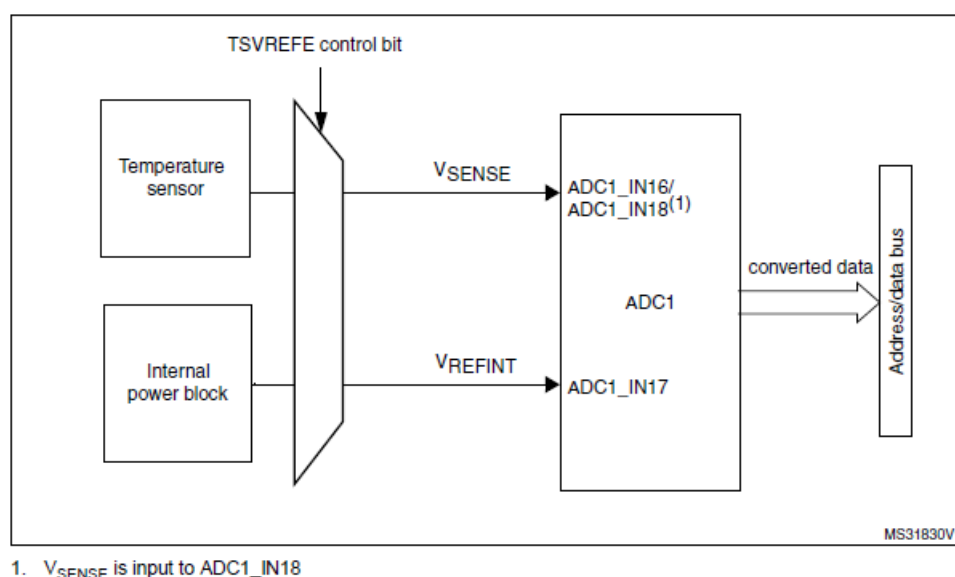 TSVREFE control bit
Temperature
sensor
VSENSE
ADC1_IN16/
ADC1_IN18(1)
converted data
ADC1
Address/data bus
Internal
power block
VREFINT
ADC1_IN17
MS31830V
1. VSENSE is input to ADC1_IN18